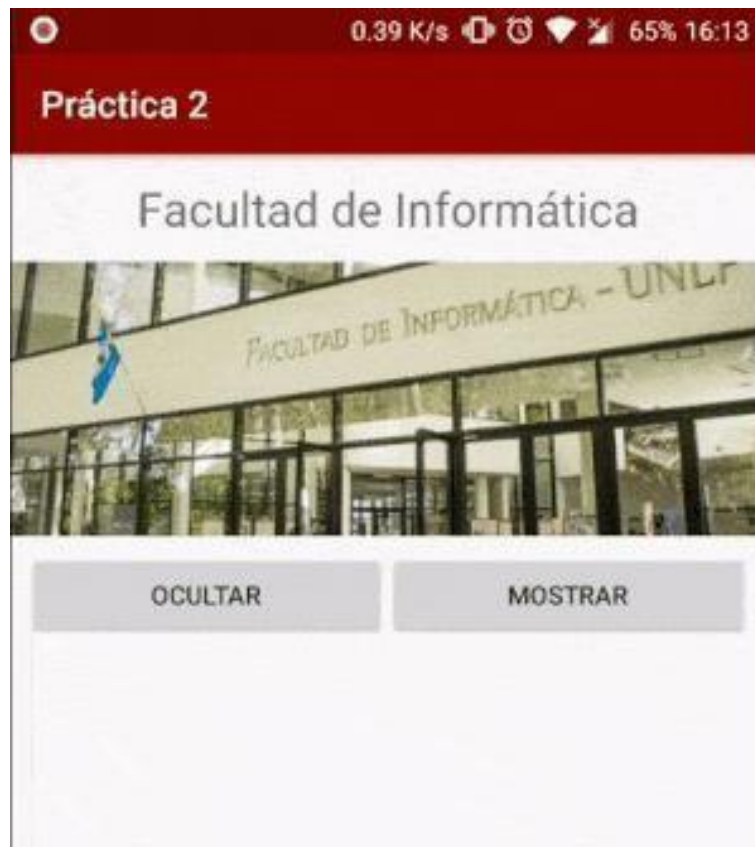 0.39 K/s 65% 16:13
Práctica 2
Facultad de Informática
FACULTAD DE INFORMÁTICA - UNLP
OCULTAR MOSTRAR